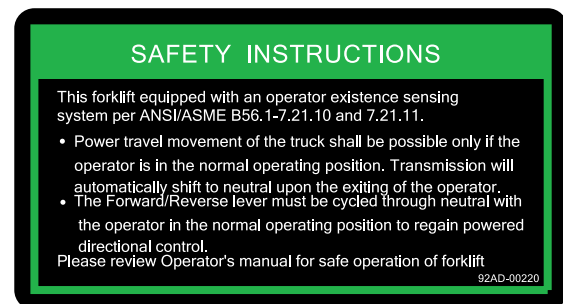 SAFETY INSTRUCTIONS
This forklift equipped with an operator existence sensing
system per ANSI/ASME B56.1-7.21.10 and 7.21.11.
• Power travel movement of the truck shall be possible only if the
operator is in the normal operating position. Transmission will
automatically shift to neutral upon the exiting of the operator.
• The Forward/Reverse lever must be cycled through neutral with
the operator in the normal operating position to regain powered
directional control.
Please review Operator's manual for safe operation of forklift
92AD-00220